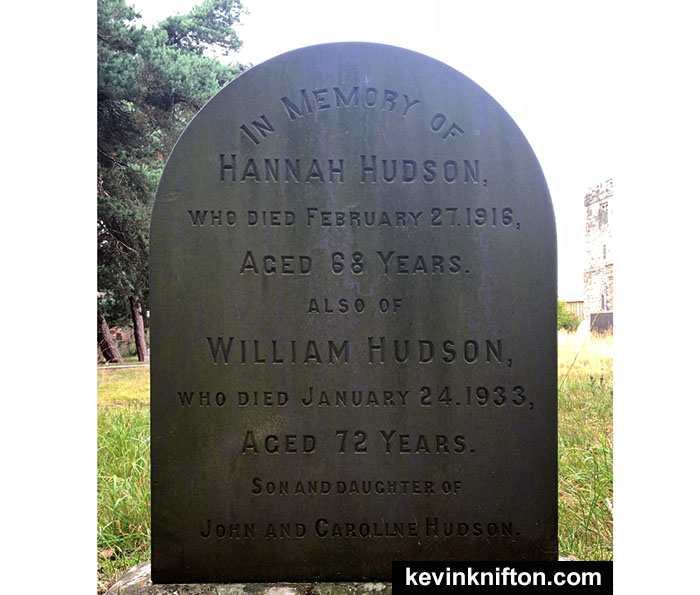 IN MEMORY OF
HANNAH HUDSON,
WHO DIED FEBRUARY 27.1916,
AGED 68 YEARS.
ALSO OF
WILLIAM HUDSON,
WHO DIED JANUARY 24.1933,
AGED 72 YEARS.
SON AND DAUGHTER OF
JOHN AND CAROLLNE HUDSON.
kevinknifton.com